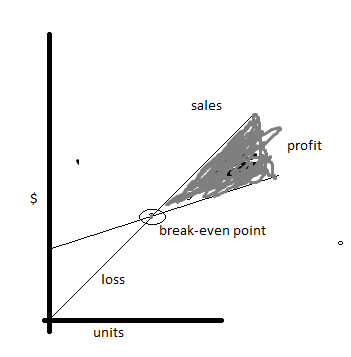 sales
profit
$
break-even point
loss
units